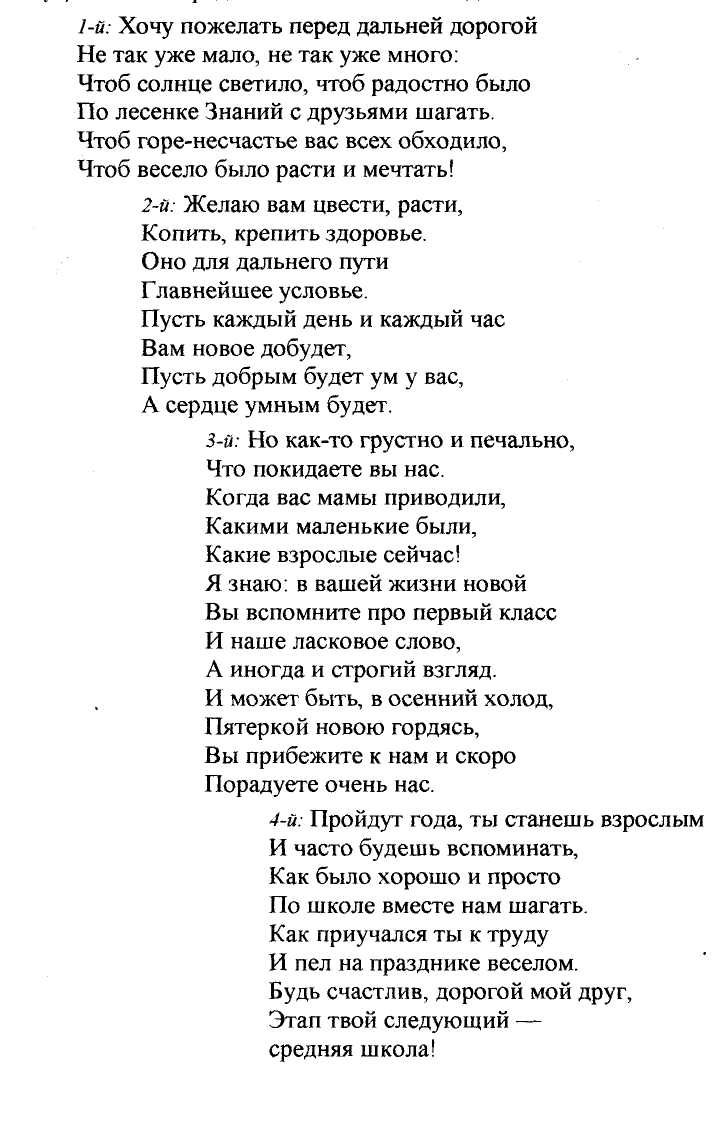 1-й: Хочу пожелать перед дальней дорогой
Не так уже мало, не так уже много:
Чтоб солнце светило, чтоб радостно было
По лесенке Знаний с друзьями шагать.
Чтоб горе-несчастье вас всех обходило,
Чтоб весело было расти и мечтать!
2-й: Желаю вам цвести, расти,
Копить, крепить здоровье.
Оно для дальнего пути
Главнейшее условье.
Пусть каждый день и каждый час
Вам новое добудет,
Пусть добрым будет ум у вас,
А сердце умным будет.
3-й: Но как-то грустно и печально,
Что покидаете вы нас.
Когда вас мамы приводили,
Какими маленькие были,
Какие взрослые сейчас!
Я знаю: в вашей жизни новой
Вы вспомните про первый класс
И наше ласковое слово,
А иногда и строгий взгляд.
И может быть, в осенний холод,
Пятеркой новою гордясь,
Вы прибежите к нам и скоро
Порадуете очень нас.
4-й: Пройдут года, ты станешь взрослым
И часто будешь вспоминать,
Как было хорошо и просто
По школе вместе нам шагать.
Как приучался ты к труду
И пел на празднике веселом.
Будь счастлив, дорогой мой друг,
Этап твой следующий —
средняя школа!